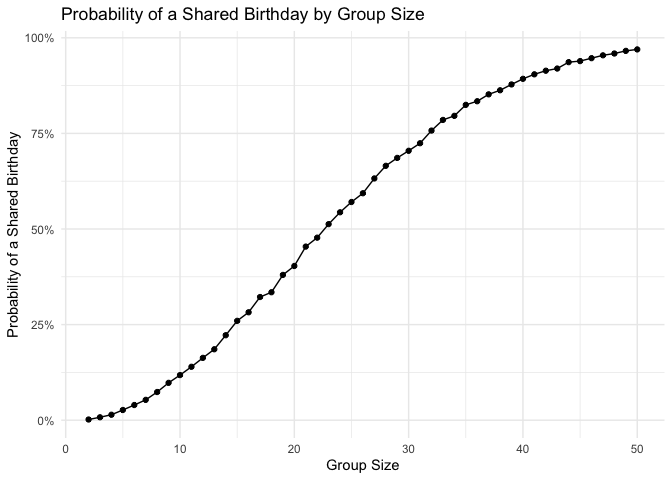 Probability of a Shared Birthday by Group Size
100%
75%
50%
25%
0%
Probability of a Shared Birthday
0 10 20 30 40 50
Group Size